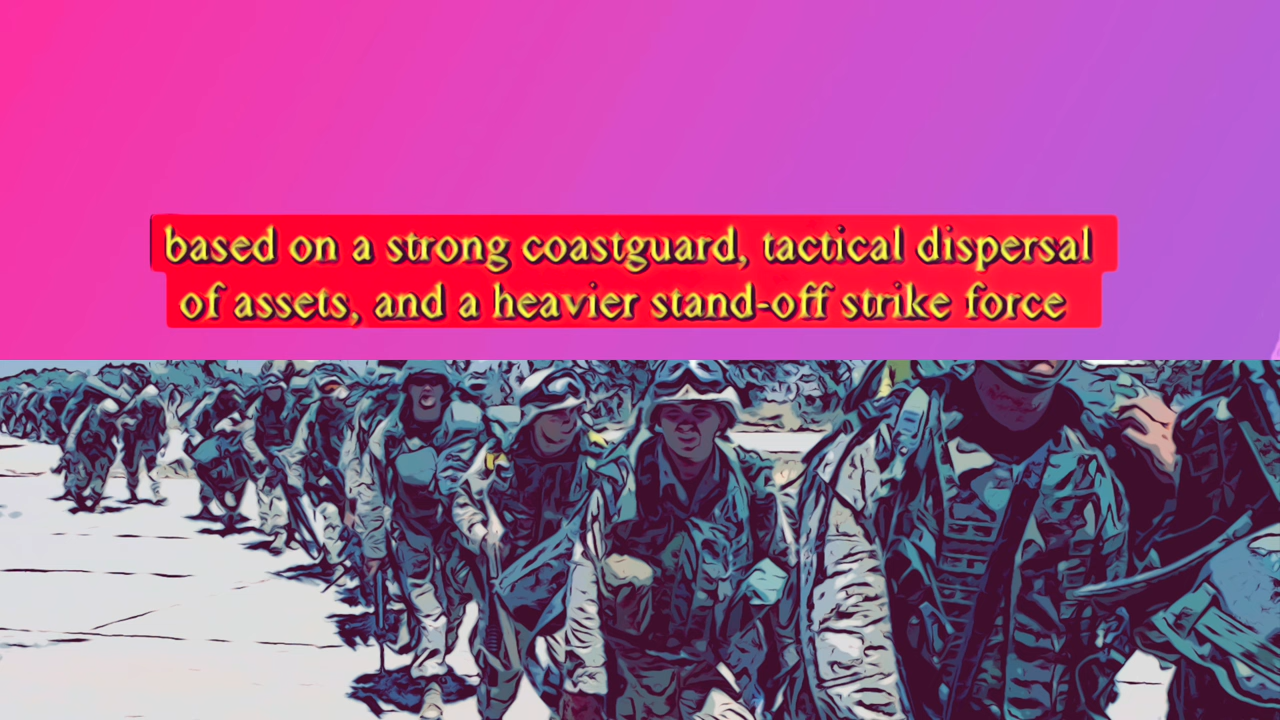 based on a strong coastguard, tactical dispersal
of assets, and a heavier stand-off strike force